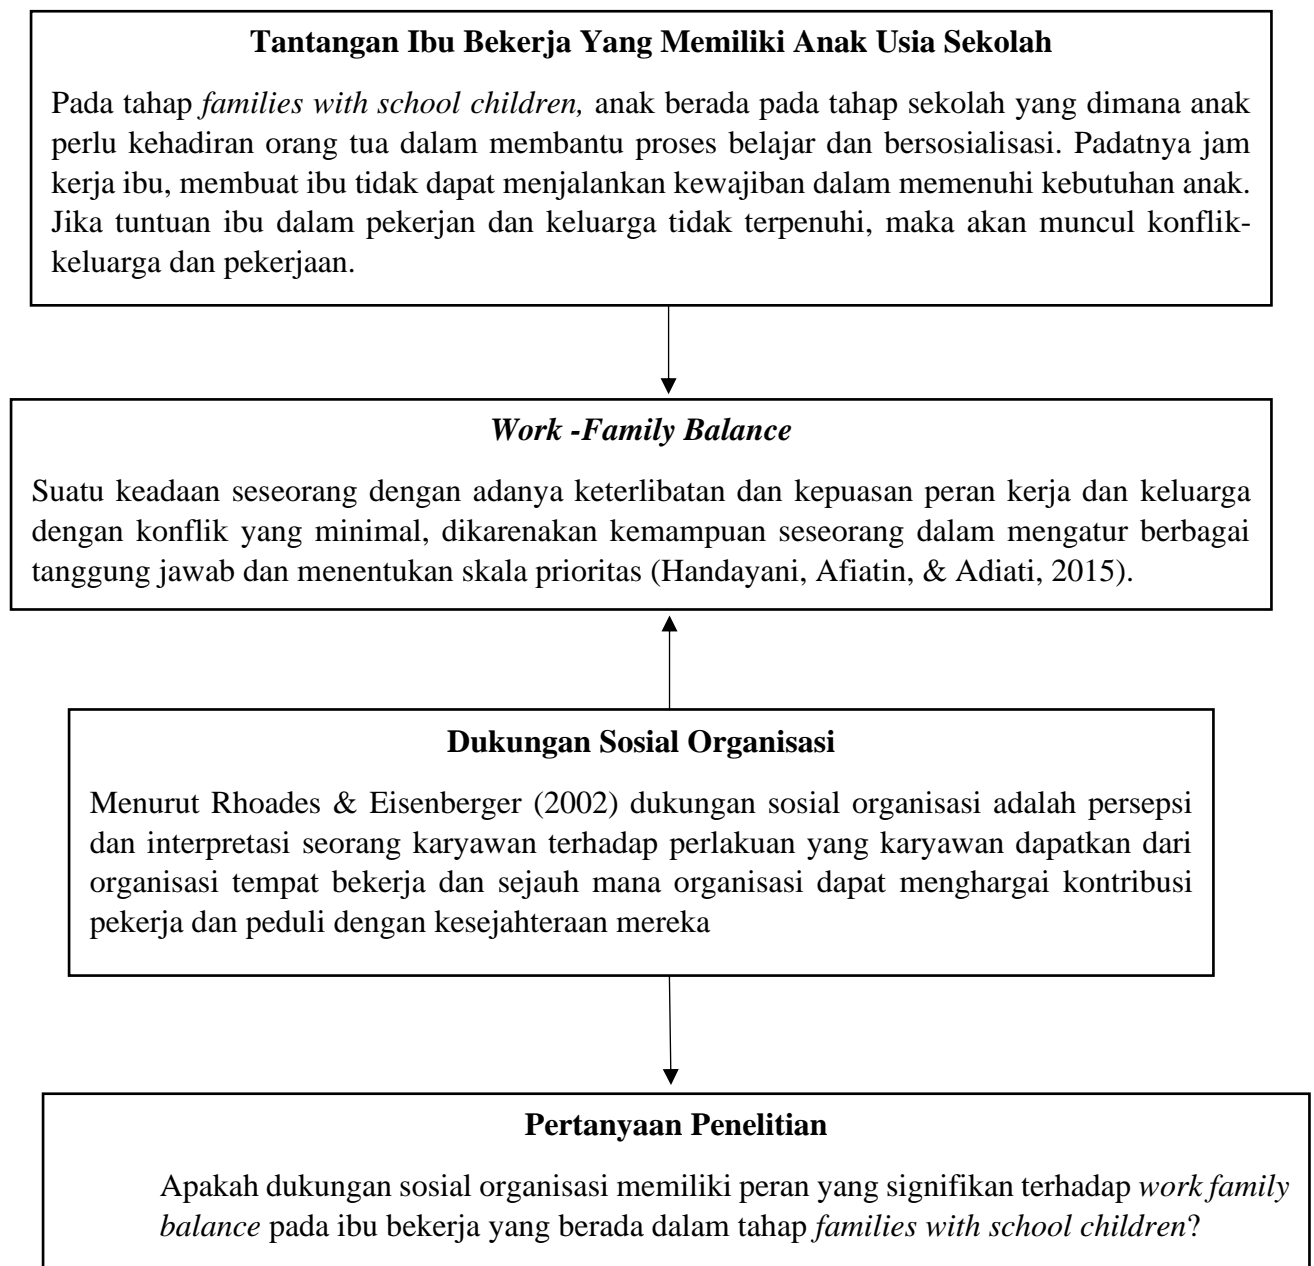 Tantangan Ibu Bekerja Yang Memiliki Anak Usia Sekolah
Pada tahap families with school children, anak berada pada tahap sekolah yang dimana anak
perlu kehadiran orang tua dalam membantu proses belajar dan bersosialisasi. Padatnya jam
kerja ibu, membuat ibu tidak dapat menjalankan kewajiban dalam memenuhi kebutuhan anak.
Jika tuntuan ibu dalam pekerjan dan keluarga tidak terpenuhi, maka akan muncul konflik-
keluarga dan pekerjaan.
Work -Family Balance
Suatu keadaan seseorang dengan adanya keterlibatan dan kepuasan peran kerja dan keluarga
dengan konflik yang minimal, dikarenakan kemampuan seseorang dalam mengatur berbagai
tanggung jawab dan menentukan skala prioritas (Handayani, Afiatin, & Adiati, 2015).
Dukungan Sosial Organisasi
Menurut Rhoades & Eisenberger (2002) dukungan sosial organisasi adalah persepsi
dan interpretasi seorang karyawan terhadap perlakuan yang karyawan dapatkan dari
organisasi tempat bekerja dan sejauh mana organisasi dapat menghargai kontribusi
pekerja dan peduli dengan kesejahteraan mereka
Pertanyaan Penelitian
Apakah dukungan sosial organisasi memiliki peran yang signifikan terhadap work family
balance pada ibu bekerja yang berada dalam tahap families with school children?